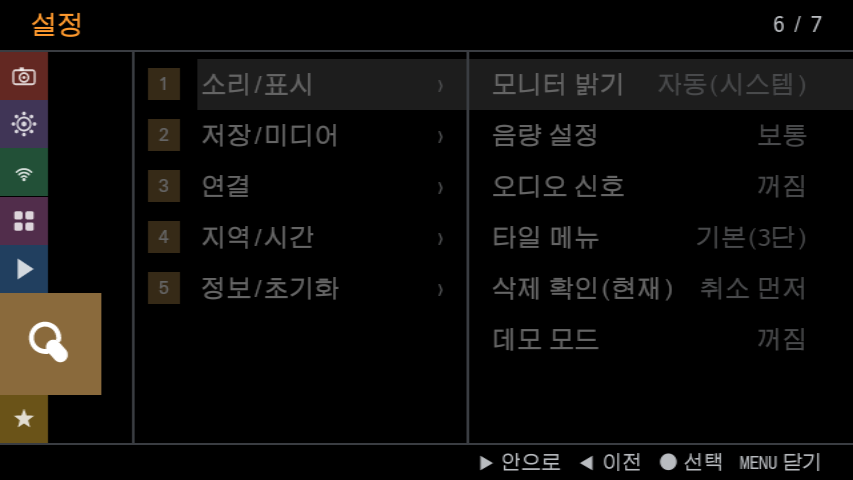 설정 6 / 7
1 소리/표시
2 저장/미디어
3 연결
4 지역/시간
5 정보/초기화
모니터 밝기 자동(시스템)
음량 설정 보통
오디오 신호 꺼짐
타일 메뉴 기본(3단)
삭제 확인(현재) 취소 먼저
데모 모드 꺼짐
안으로 이전 선택 MENU 닫기